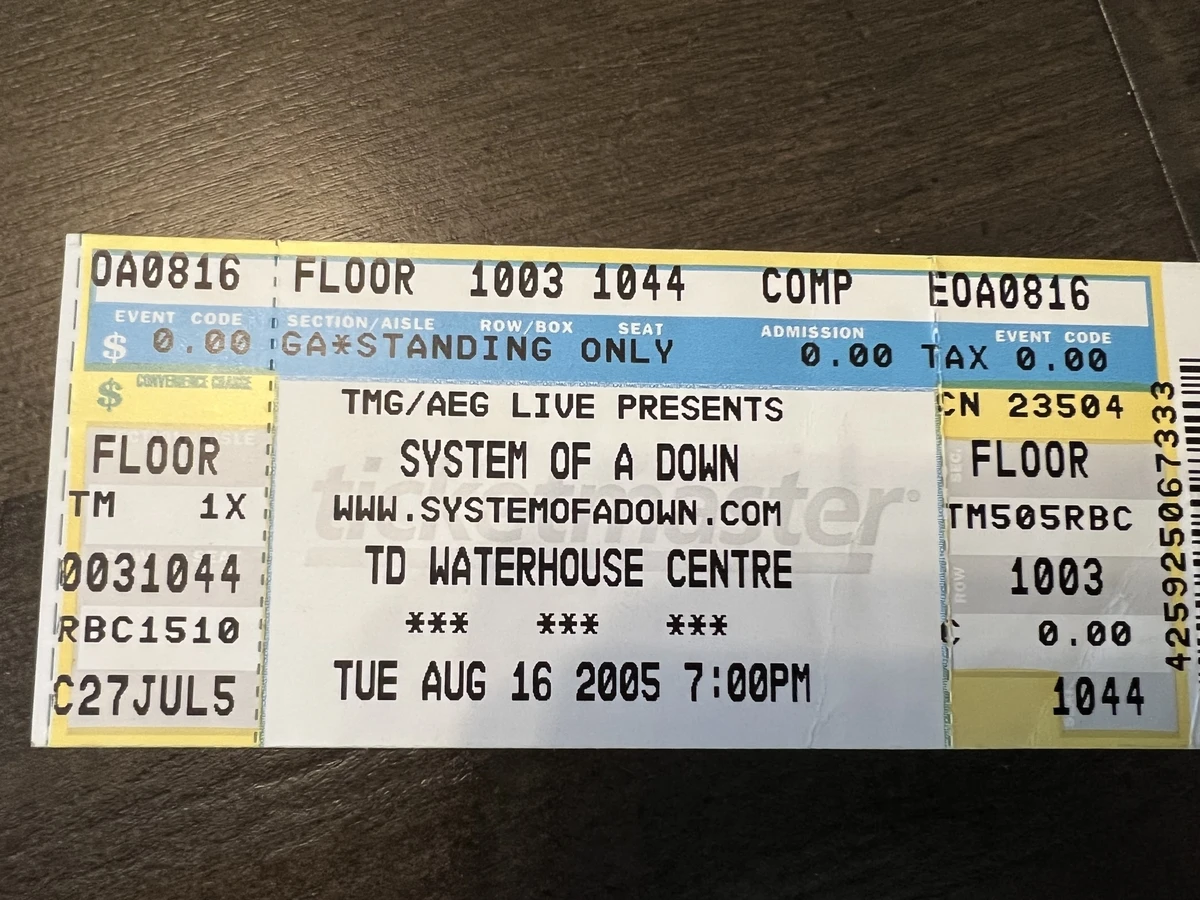 OA0816 FLOOR 1003 1044 COMP EOA0816
EVENT CODE SECTION/AISLE ROW/BOX SEAT ADMISSION EVENT CODE
$ 0.00 GA*STANDING ONLY 0.00 TAX 0.00
$ CONVENIENCE CHARGE
TMG/AEG LIVE PRESENTS
CN 23504
FLOOR
SYSTEM OF A DOWN
FLOOR
TM 1X
WWW.SYSTEMOFADOWN.COM
TM505RBC
ticketmaster
0031044
TD WATERHOUSE CENTRE
ROW
1003
RBC1510
*** *** ***
C 0.00
C27JUL5
TUE AUG 16 2005 7:00PM
1044
425925067333